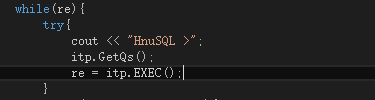 while(re){
try{
cout << "HnuSQL >";
itp.GetQs();
re = itp.EXEC();
}